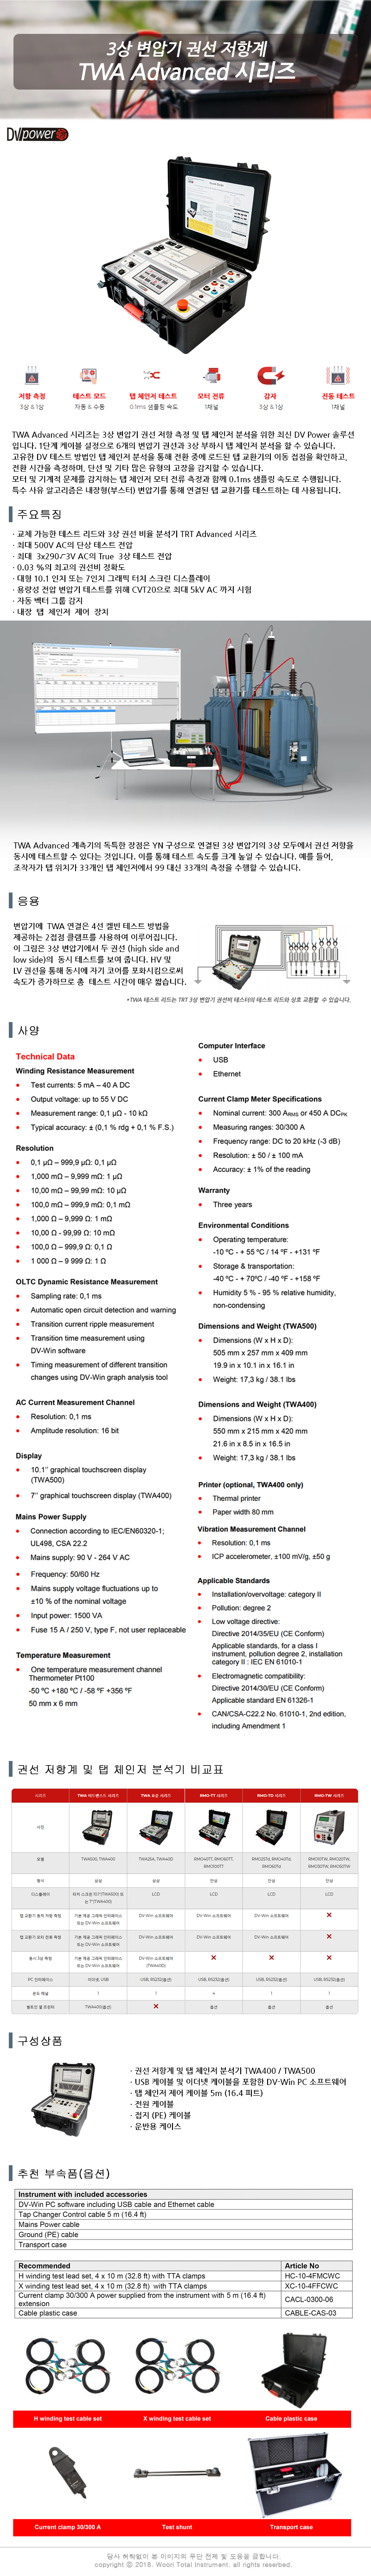 3상 변압기 권선 저항계
TWA Advanced 시리즈
DV power
저항 측정
3상 & 1상
테스트 모드
자동 & 수동
탭 체인저 테스트
0.1ms 샘플링 속도
모터 전류
1채널
감자
3상 & 1상
진동 테스트
1채널
TWA Advanced 시리즈는 3상 변압기 권선 저항 측정 및 탭 체인저 분석을 위한 최신 DV Power 솔루션
입니다. 1단계 케이블 설정으로 6개의 변압기 권선과 3상 부하시 탭 체인저 분석을 할 수 있습니다.
고유한 DV 테스트 방법인 탭 체인저 분석을 통해 전환 중에 로드된 탭 교환기의 이동 접점을 확인하고,
전환 시간을 측정하며, 단선 및 기타 많은 유형의 고장을 감지할 수 있습니다.
모터 및 기계적 문제를 감지하는 탭 체인저 모터 전류 측정과 함께 0.1ms 샘플링 속도로 수행됩니다.
특수 사유 알고리즘은 내정형(부스터) 변압기를 통해 연결된 탭 교환기를 테스트하는 데 사용됩니다.
주요특징
· 교체 가능한 테스트 리드와 3상 권선 비율 분석기 TRT Advanced 시리즈
· 최대 500V AC의 단상 테스트 전압
· 최대 3x290/√3V AC의 True 3상 테스트 전압
· 0.03 %의 최고의 권선비 정확도
· 대형 10.1 인치 또는 7인치 그래픽 터치 스크린 디스플레이
· 용량성 전압 변압기 테스트를 위해 CVT20으로 최대 5kV AC 까지 시험
· 자동 벡터 그룹 감지
· 내장 탭 체인저 제어 장치
TWA Advanced 계측기의 독특한 장점은 YN 구성으로 연결된 3상 변압기의 3상 모두에서 권선 저항을
동시에 테스트할 수 있다는 것입니다. 이를 통해 테스트 속도를 크게 높일 수 있습니다. 예를 들어,
조작자가 탭 위치가 33개인 탭 체인저에서 99 대신 33개의 측정을 수행할 수 있습니다.
응용
변압기에 TWA 연결은 4선 켈빈 테스트 방법을
제공하는 2접점 클램프를 사용하여 이루어집니다.
이 그림은 3상 변압기에서 두 권선 (high side and
low side)의 동시 테스트를 보여 줍니다. HV 및
LV 권선을 통해 동시에 자기 코어를 포화시킴으로써
속도가 증가하므로 총 테스트 시간이 매우 짧습니다.
*TWA 테스트 리드는 TRT 3상 변압기 권선비 테스터의 테스트 리드와 상호 교환할 수 있습니다.
사양
Technical Data
Winding Resistance Measurement
Test currents: 5 mA – 40 A DC
Output voltage: up to 55 V DC
Measurement range: 0,1 μΩ - 10 kΩ
Typical accuracy: ± (0,1 % rdg + 0,1 % F.S.)
Resolution
0,1 μΩ – 999,9 μΩ: 0,1 μΩ
1,000 mΩ – 9,999 mΩ: 1 μΩ
10,00 mΩ – 99,99 mΩ: 10 μΩ
100,0 mΩ – 999,9 mΩ: 0,1 mΩ
1,000 Ω – 9,999 Ω: 1 mΩ
10,00 Ω - 99,99 Ω: 10 mΩ
100,0 Ω – 999,9 Ω: 0,1 Ω
1 000 Ω – 9 999 Ω: 1 Ω
OLTC Dynamic Resistance Measurement
Sampling rate: 0,1 ms
Automatic open circuit detection and warning
Transition current ripple measurement
Transition time measurement using
DV-Win software
Timing measurement of different transition
changes using DV-Win graph analysis tool
AC Current Measurement Channel
Resolution: 0,1 ms
Amplitude resolution: 16 bit
Display
10.1'' graphical touchscreen display
(TWA500)
7'' graphical touchscreen display (TWA400)
Mains Power Supply
Connection according to IEC/EN60320-1;
UL498, CSA 22.2
Mains supply: 90 V - 264 V AC
Frequency: 50/60 Hz
Mains supply voltage fluctuations up to
±10 % of the nominal voltage
Input power: 1500 VA
Fuse 15 A / 250 V, type F, not user replaceable
Temperature Measurement
One temperature measurement channel
Thermometer Pt100
-50 ºC +180 ºC / -58 ºF +356 ºF
50 mm x 6 mm
Computer Interface
USB
Ethernet
Current Clamp Meter Specifications
Nominal current: 300 ARMS or 450 A DCPK
Measuring ranges: 30/300 A
Frequency range: DC to 20 kHz (-3 dB)
Resolution: ± 50 / ± 100 mA
Accuracy: ± 1% of the reading
Warranty
Three years
Environmental Conditions
Operating temperature:
-10 ºC - + 55 ºC / 14 ºF - +131 ºF
Storage & transportation:
-40 ºC - + 70ºC / -40 ºF - +158 ºF
Humidity 5 % - 95 % relative humidity,
non-condensing
Dimensions and Weight (TWA500)
Dimensions (W x H x D):
505 mm x 257 mm x 409 mm
19.9 in x 10.1 in x 16.1 in
Weight: 17,3 kg / 38.1 lbs
Dimensions and Weight (TWA400)
Dimensions (W x H x D):
550 mm x 215 mm x 420 mm
21.6 in x 8.5 in x 16.5 in
Weight: 17,3 kg / 38.1 lbs
Printer (optional, TWA400 only)
Thermal printer
Paper width 80 mm
Vibration Measurement Channel
Resolution: 0,1 ms
ICP accelerometer, ±100 mV/g, ±50 g
Applicable Standards
Installation/overvoltage: category II
Pollution: degree 2
Low voltage directive:
Directive 2014/35/EU (CE Conform)
Applicable standards, for a class I
instrument, pollution degree 2, installation
category II : IEC EN 61010-1
Electromagnetic compatibility:
Directive 2014/30/EU (CE Conform)
Applicable standard EN 61326-1
CAN/CSA-C22.2 No. 61010-1, 2nd edition,
including Amendment 1
권선 저항계 및 탭 체인저 분석기 비교표
시리즈 TWA 어드밴스드 시리즈 TWA 표준 시리즈 RMO-TT 시리즈 RMO-TD 시리즈 RMO-TW 시리즈
사진
모델 TWA500, TWA400 TWA25A, TWA40D RMO40TT, RMO60TT, RMO100TT RMO25Td, RMO40Td, RMO60Td RMO10TW, RMO20TW, RMO30TW, RMO50TW
형식 삼상 삼상 단상 단상 단상
디스플레이 터치 스크린 10.1"(TWA500) 또는 7"(TWA400) LCD LCD LCD LCD
탭 교환기 동적 저항 측정 기본 제공 그래픽 인터페이스 또는 DV-Win 소프트웨어 DV-Win 소프트웨어 DV-Win 소프트웨어 DV-Win 소프트웨어
탭 교환기 모터 전류 측정 기본 제공 그래픽 인터페이스 또는 DV-Win 소프트웨어 DV-Win 소프트웨어 DV-Win 소프트웨어 DV-Win 소프트웨어
동시 3상 측정 기본 제공 그래픽 인터페이스 또는 DV-Win 소프트웨어 DV-Win 소프트웨어 (TWA40D)
PC 인터페이스 이더넷, USB USB, RS232(옵션) USB, RS232(옵션) USB, RS232(옵션) USB, RS232(옵션)
온도 채널 1 1 4 1 1
빌트인 열 프린터 TWA400(옵션) 옵션 옵션 옵션
구성상품
· 권선 저항계 및 탭 체인저 분석기 TWA400 / TWA500
· USB 케이블 및 이더넷 케이블을 포함한 DV-Win PC 소프트웨어
· 탭 체인저 제어 케이블 5m (16.4 피트)
· 전원 케이블
· 접지 (PE) 케이블
· 운반용 케이스
추천 부속품(옵션)
Instrument with included accessories
DV-Win PC software including USB cable and Ethernet cable
Tap Changer Control cable 5 m (16.4 ft)
Mains Power cable
Ground (PE) cable
Transport case
Recommended Article No
H winding test lead set, 4 x 10 m (32.8 ft) with TTA clamps HC-10-4FMCWC
X winding test lead set, 4 x 10 m (32.8 ft) with TTA clamps XC-10-4FFCWC
Current clamp 30/300 A power supplied from the instrument with 5 m (16.4 ft) extension CACL-0300-06
Cable plastic case CABLE-CAS-03
H winding test cable set
X winding test cable set
Cable plastic case
Current clamp 30/300 A
Test shunt
Transport case
당사 허락없이 본 이미지의 무단 전제 및 도용을 금합니다.
copyright ⓒ 2018. Woori Total Instrument. all rights reserbed.